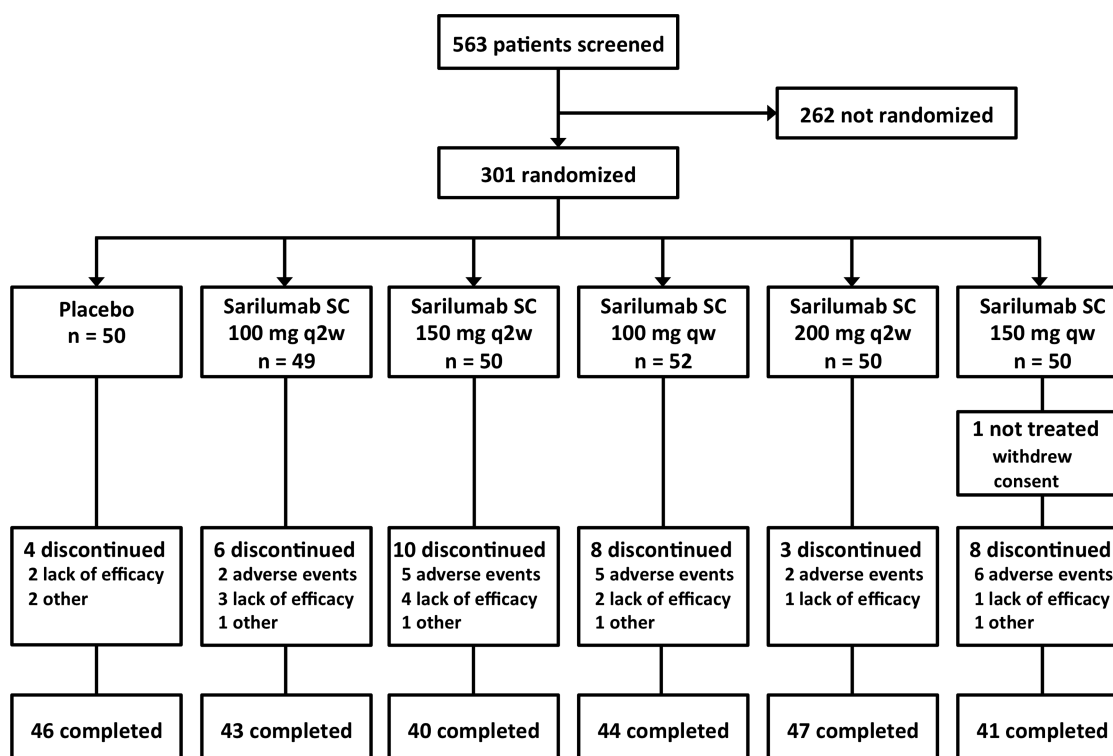 563 patients screened
262 not randomized
301 randomized
Placebo
n = 50
Sarilumab SC
100 mg q2w
n = 49
Sarilumab SC
150 mg q2w
n = 50
Sarilumab SC
100 mg qw
n = 52
Sarilumab SC
200 mg q2w
n = 50
Sarilumab SC
150 mg qw
n = 50
1 not treated
withdrew
consent
4 discontinued
2 lack of efficacy
2 other
6 discontinued
2 adverse events
3 lack of efficacy
1 other
10 discontinued
5 adverse events
4 lack of efficacy
1 other
8 discontinued
5 adverse events
2 lack of efficacy
1 other
3 discontinued
2 adverse events
1 lack of efficacy
8 discontinued
6 adverse events
1 lack of efficacy
1 other
46 completed
43 completed
40 completed
44 completed
47 completed
41 completed